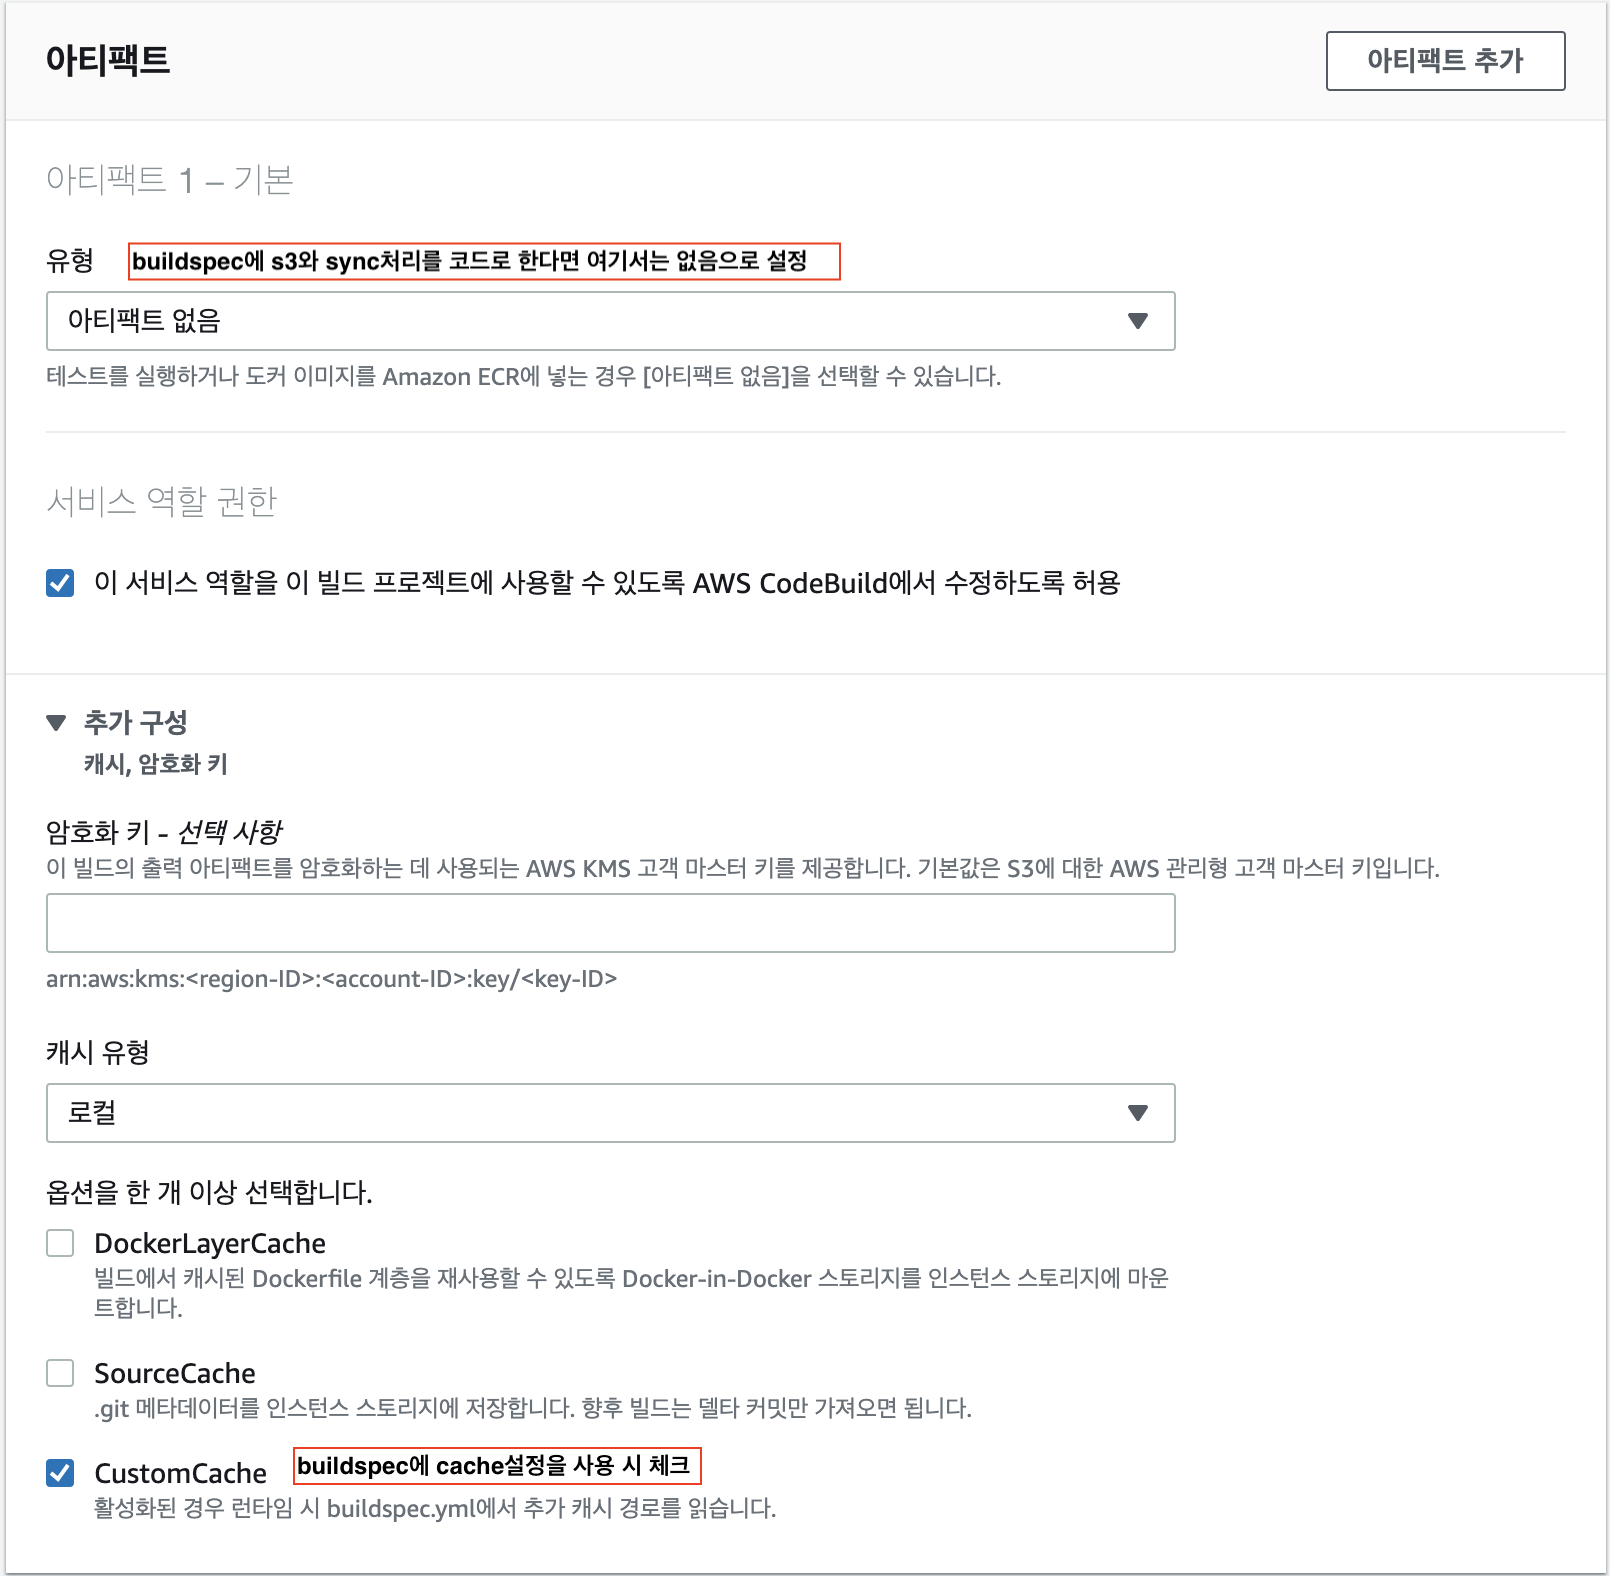 아티팩트
아티팩트 추가
아티팩트 1 – 기본
유형
buildspec에 s3와 sync처리를 코드로 한다면 여기서는 없음으로 설정
아티팩트 없음
테스트를 실행하거나 도커 이미지를 Amazon ECR에 넣는 경우 [아티팩트 없음]을 선택할 수 있습니다.
서비스 역할 권한
이 서비스 역할을 이 빌드 프로젝트에 사용할 수 있도록 AWS CodeBuild에서 수정하도록 허용
추가 구성
캐시, 암호화 키
암호화 키 - 선택 사항
이 빌드의 출력 아티팩트를 암호화하는 데 사용되는 AWS KMS 고객 마스터 키를 제공합니다. 기본값은 S3에 대한 AWS 관리형 고객 마스터 키입니다.
arn:aws:kms:<region-ID>:<account-ID>:key/<key-ID>
캐시 유형
로컬
옵션을 한 개 이상 선택합니다.
DockerLayerCache
빌드에서 캐시된 Dockerfile 계층을 재사용할 수 있도록 Docker-in-Docker 스토리지를 인스턴스 스토리지에 마운
트합니다.
SourceCache
.git 메타데이터를 인스턴스 스토리지에 저장합니다. 향후 빌드는 델타 커밋만 가져오면 됩니다.
CustomCache
buildspec에 cache설정을 사용 시 체크
활성화된 경우 런타임 시 buildspec.yml에서 추가 캐시 경로를 읽습니다.